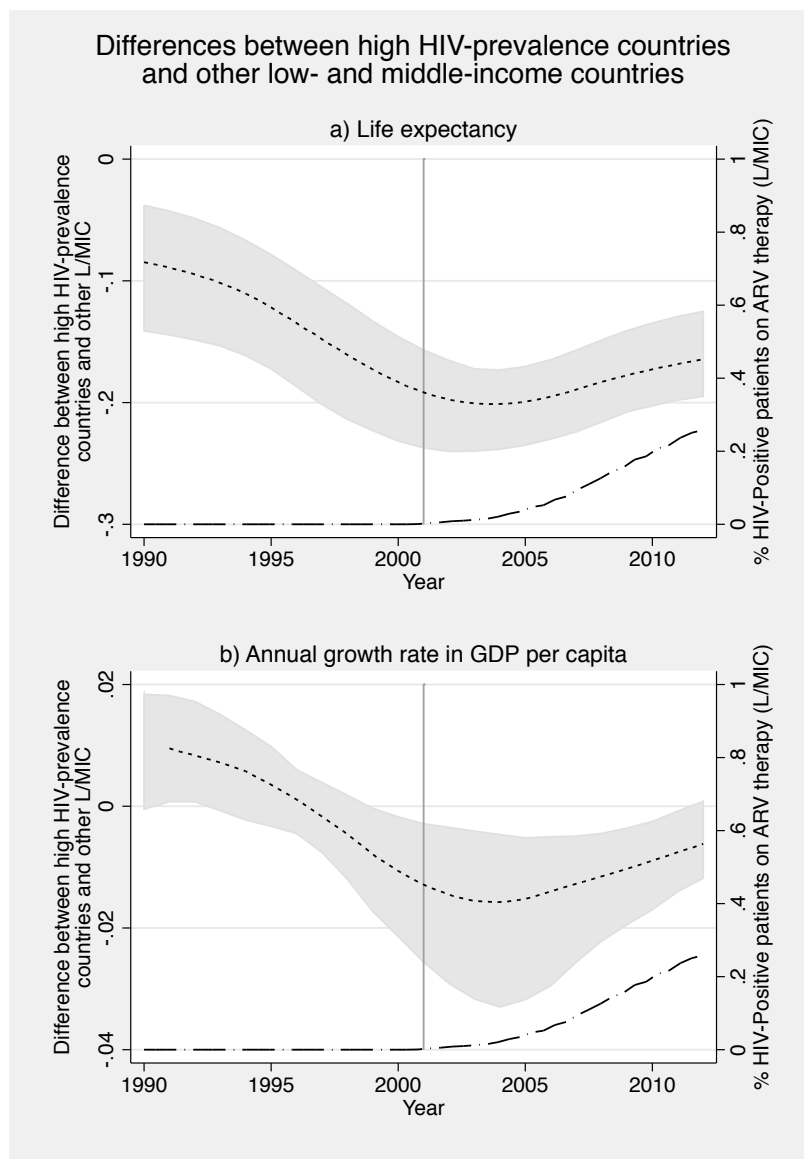 Differences between high HIV-prevalence countries
and other low- and middle-income countries
a) Life expectancy
Difference between high HIV-prevalence
countries and other L/MIC
0
-.1
-.2
-.3
1
.8
.6
.4
.2
0
% HIV-Positive patients on ARV therapy (L/MIC)
1990 1995 2000 2005 2010
Year
b) Annual growth rate in GDP per capita
Difference between high HIV-prevalence
countries and other L/MIC
.02
0
-.02
-.04
1
.8
.6
.4
.2
0
% HIV-Positive patients on ARV therapy (L/MIC)
1990 1995 2000 2005 2010
Year